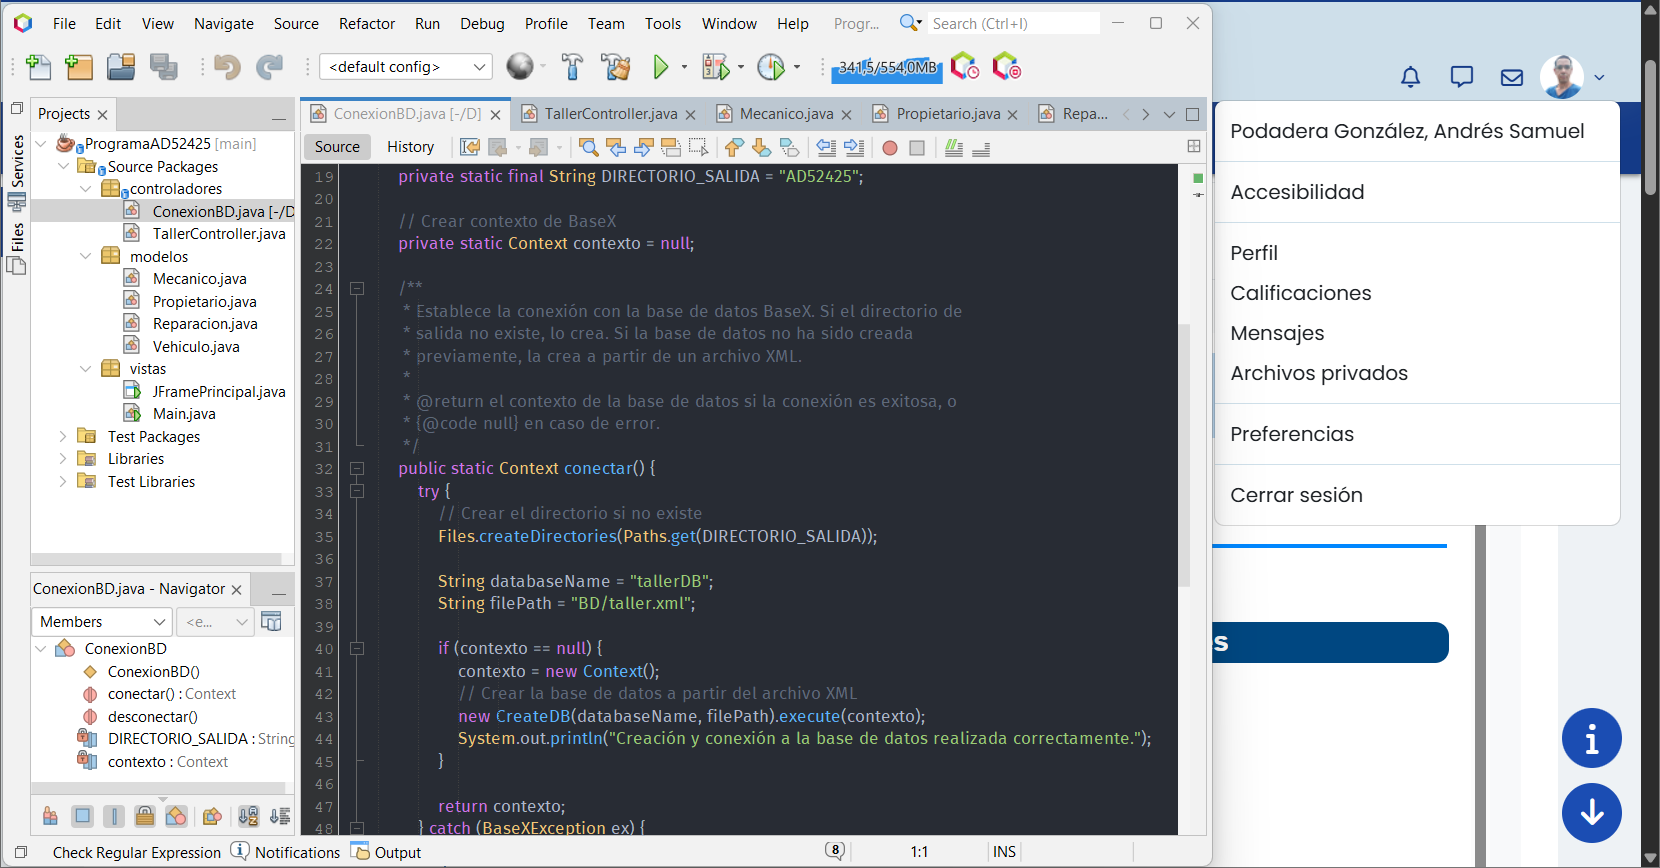 File Edit View Navigate Source Refactor Run Debug Profile Team Tools Window Help Progr... Search (Ctrl+I)
<default config> 341,5/554,0MB
Projects
Services
Files
ProgramaAD52425 [main]
Source Packages
controladores
ConexionBD.java [-/D
TallerController.java
modelos
Mecanico.java
Propietario.java
Reparacion.java
Vehiculo.java
vistas
JFramePrincipal.java
Main.java
Test Packages
Libraries
Test Libraries
ConexionBD.java - Navigator
Members <e...
ConexionBD
ConexionBD()
conectar() : Context
desconectar()
DIRECTORIO_SALIDA : String
contexto : Context
ConexionBD.java [-/D] TallerController.java Mecanico.java Propietario.java Repa...
Source History
19 private static final String DIRECTORIO_SALIDA = "AD52425";
20
21 // Crear contexto de BaseX
22 private static Context contexto = null;
23
24 /**
25 * Establece la conexión con la base de datos BaseX. Si el directorio de
26 * salida no existe, lo crea. Si la base de datos no ha sido creada
27 * previamente, la crea a partir de un archivo XML.
28 *
29 * @return el contexto de la base de datos si la conexión es exitosa, o
30 * {@code null} en caso de error.
31 */
32 public static Context conectar() {
33 try {
34 // Crear el directorio si no existe
35 Files.createDirectories(Paths.get(DIRECTORIO_SALIDA));
36
37 String databaseName = "tallerDB";
38 String filePath = "BD/taller.xml";
39
40 if (contexto == null) {
41 contexto = new Context();
42 // Crear la base de datos a partir del archivo XML
43 new CreateDB(databaseName, filePath).execute(contexto);
44 System.out.println("Creación y conexión a la base de datos realizada correctamente.");
45 }
46
47 return contexto;
48 } catch (BaseXException ex) {
Check Regular Expression Notifications Output 8 1:1 INS
Podadera González, Andrés Samuel
Accesibilidad
Perfil
Calificaciones
Mensajes
Archivos privados
Preferencias
Cerrar sesión
s
i